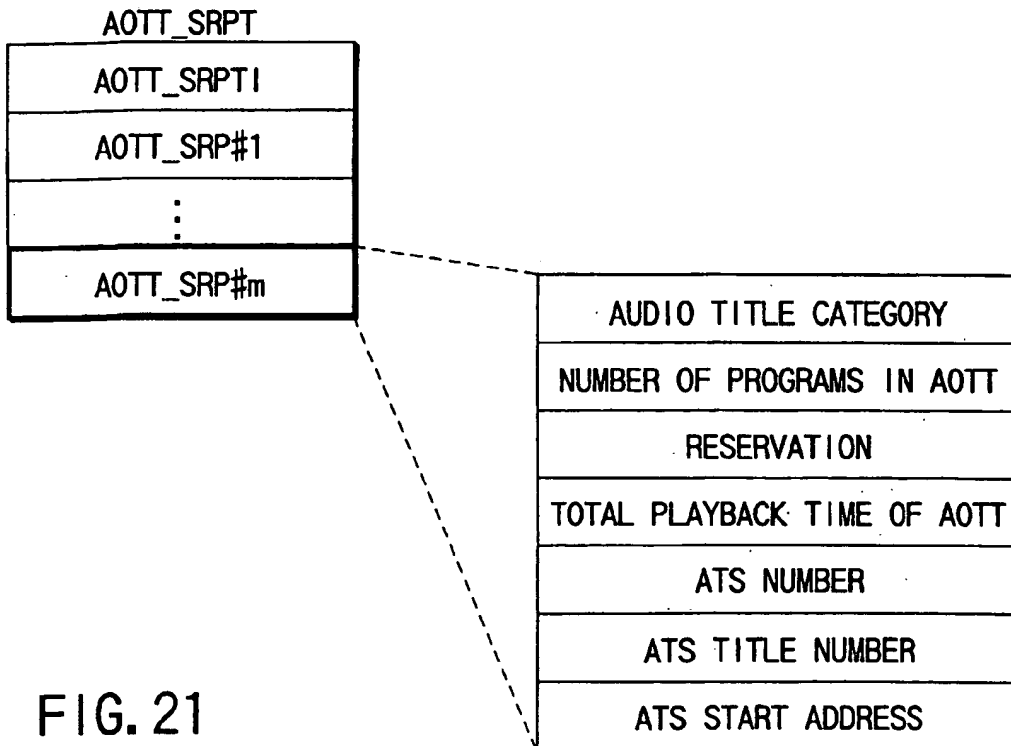 AOTT_SRPT
AOTT_SRPTI
AOTT_SRP#1
⋮
AOTT_SRP#m
AUDIO TITLE CATEGORY
NUMBER OF PROGRAMS IN AOTT
RESERVATION
TOTAL PLAYBACK TIME OF AOTT
ATS NUMBER
ATS TITLE NUMBER
ATS START ADDRESS
FIG. 21